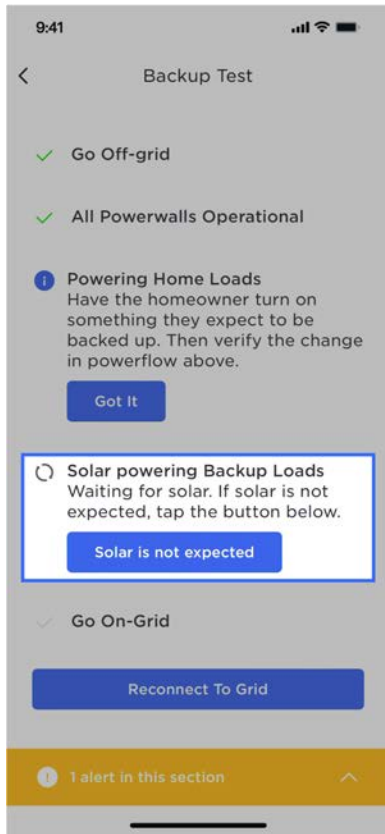 9:41
Backup Test
Go Off-grid
All Powerwalls Operational
Powering Home Loads
Have the homeowner turn on
something they expect to be
backed up. Then verify the change
in powerflow above.
Got It
Solar powering Backup Loads
Waiting for solar. If solar is not
expected, tap the button below.
Solar is not expected
Go On-Grid
Reconnect To Grid
1 alert in this section